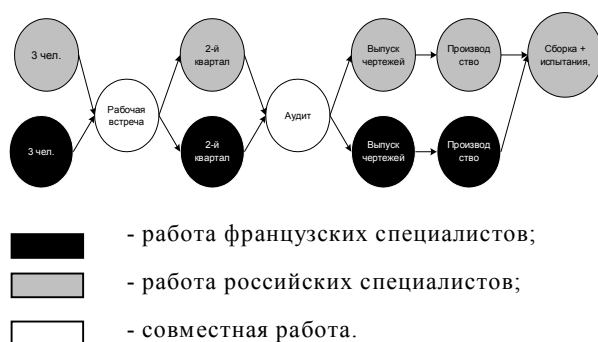 3 чел.
2-й
квартал
Выпуск
чертежей
Производ
ство
Сборка +
испытания,
Рабочая
встреча
Аудит
3 чел.
2-й
квартал
Выпуск
чертежей
Производ
ство
- работа французских специалистов;
- работа российских специалистов;
- совместная работа.